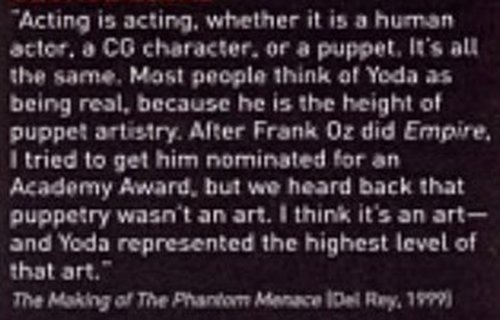 "Acting is acting, whether it is a human
actor, a CG character, or a puppet. It's all
the same. Most people think of Yoda as
being real, because he is the height of
puppet artistry. After Frank Oz did Empire,
I tried to get him nominated for an
Academy Award, but we heard back that
puppetry wasn't an art. I think it's an art—
and Yoda represented the highest level of
that art."
The Making of The Phantom Menace (Del Rey, 1999)